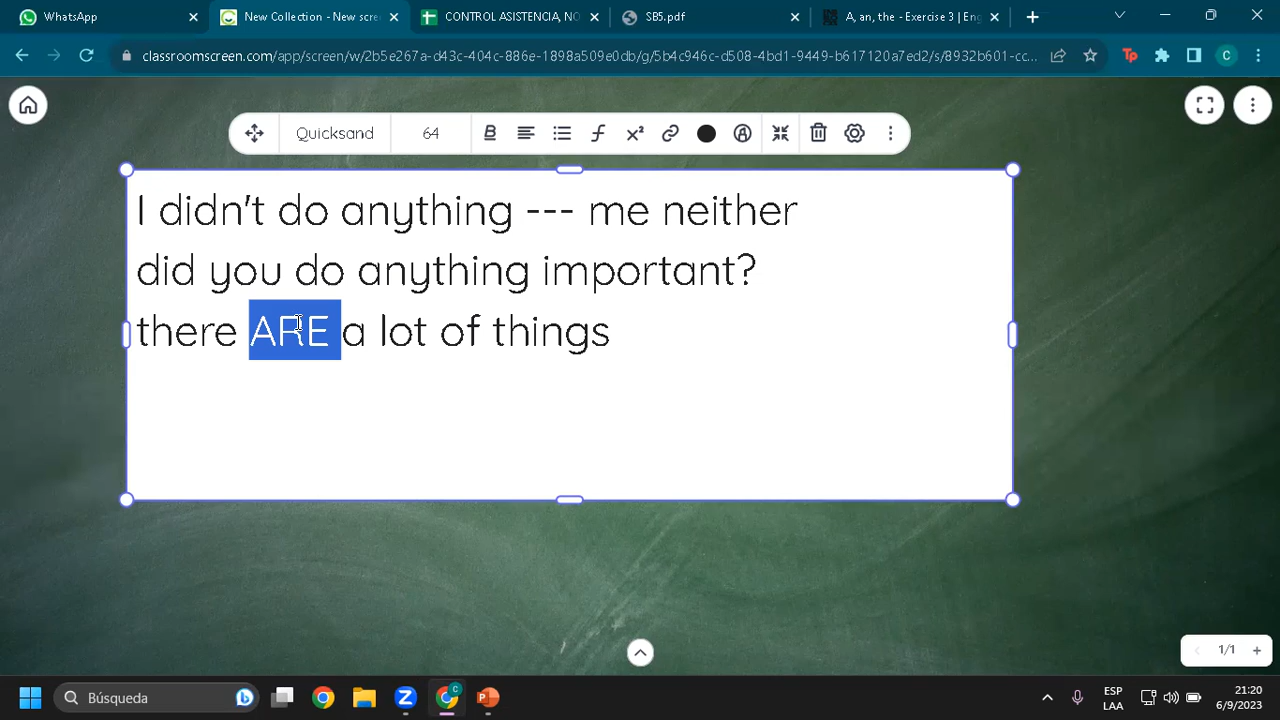 WhatsApp
New Collection - New scre
CONTROL ASISTENCIA, NO
SB5.pdf
A, an, the - Exercise 3 | Eng
classroomscreen.com/app/screen/w/2b5e267a-d43c-404c-886e-1898a509e0db/g/5b4c946c-d508-4bd1-9449-b617120a7ed2/s/8932b601-cc...
Quicksand
64
B
I didn't do anything --- me neither
did you do anything important?
there ARE a lot of things
1/1
Búsqueda
ESP
LAA
21:20
6/9/2023